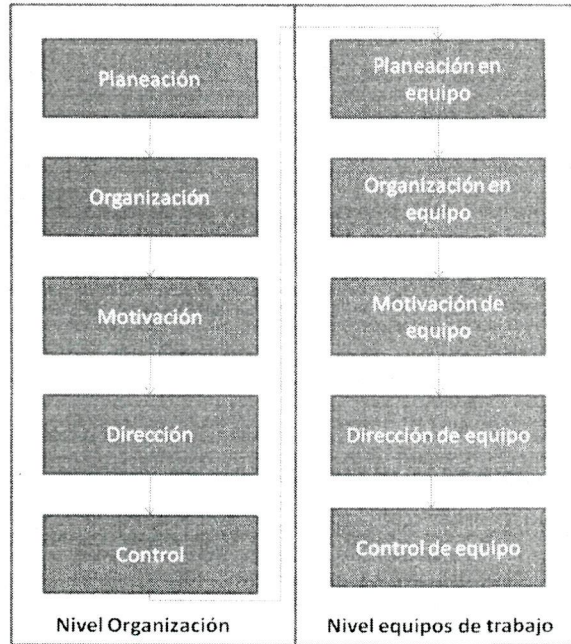 Planeación
Organización
Motivación
Dirección
Control
Nivel Organización
Planeación en
equipo
Organización en
equipo
Motivación de
equipo
Dirección de equipo
Control de equipo
Nivel equipos de trabajo